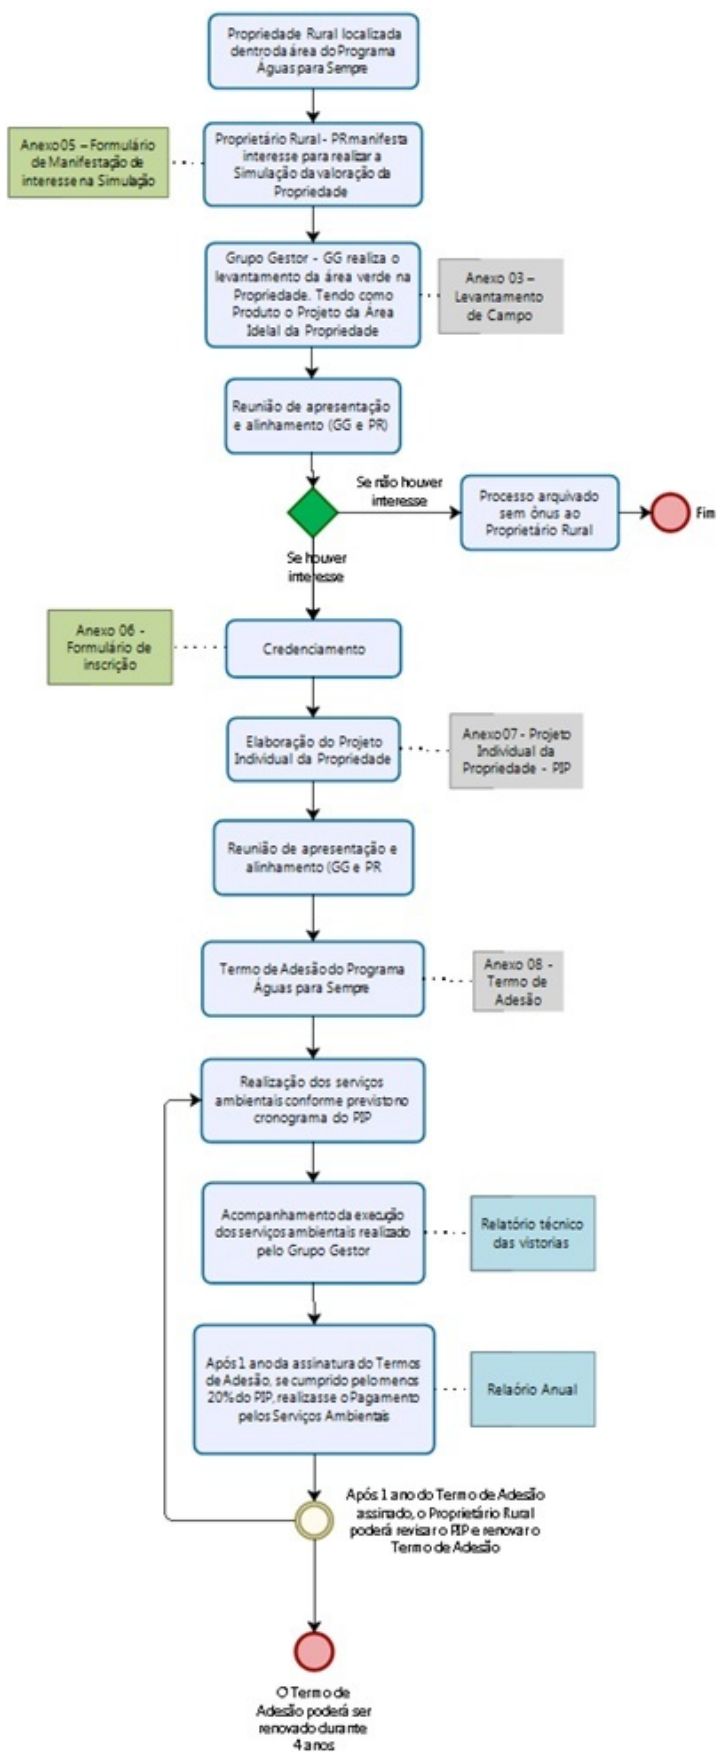 Propriedade Rural localizada
dentro da área do Programa
Águas para Sempre
Anexo 05 – Formulário
de Manifestação de
interesse na Simulação
Proprietário Rural - PR manifesta
interesse para realizar a
Simulação da valoração da
Propriedade
Grupo Gestor - GG realiza o
levantamento da área verde na
Propriedade. Tendo como
Produto o Projeto da Área
Idelal da Propriedade
Anexo 03 –
Levantamento
de Campo
Reunião de apresentação
e alinhamento (GG e PR)
Se não houver
interesse
Processo arquivado
sem ônus ao
Proprietário Rural
Fim
Se houver
interesse
Anexo 06 -
Formulário de
inscrição
Credenciamento
Elaboração do Projeto
Individual da Propriedade
Anexo 07 - Projeto
Individual da
Propriedade - PIP
Reunião de apresentação e
alinhamento (GG e PR
Termo de Adesão do Programa
Águas para Sempre
Anexo 08 -
Termo de
Adesão
Realização dos serviços
ambientais conforme previsto no
cronograma do PIP
Acompanhamento da execução
dos serviços ambientais realizado
pelo Grupo Gestor
Relatório técnico
das vistorias
Após 1 ano da assinatura do Termos
de Adesão, se cumprido pelo menos
20% do PIP, realizasse o Pagamento
pelos Serviços Ambientais
Relaório Anual
Após 1 ano do Termo de Adesão
assinado, o Proprietário Rural
poderá revisar o PIP e renovar o
Termo de Adesão
O Termo de
Adesão poderá ser
renovado durante
4 anos